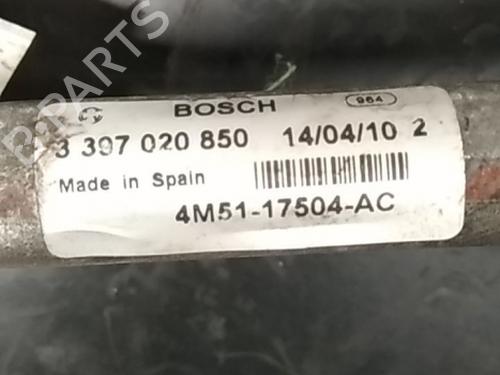 BOSCH 964
3 397 020 850 14/04/10 2
Made in Spain
4M51-17504-AC
B-PARTS